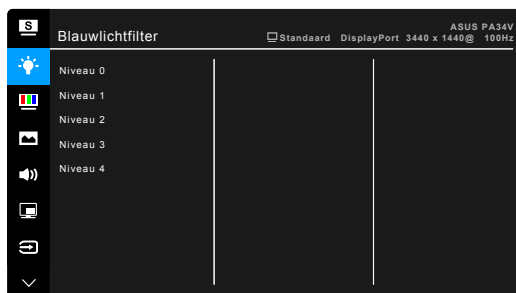 S
ASUS PA34V
Blauwlichtfilter
Standaard DisplayPort 3440 x 1440@ 100Hz
Niveau 0
Niveau 1
Niveau 2
Niveau 3
Niveau 4